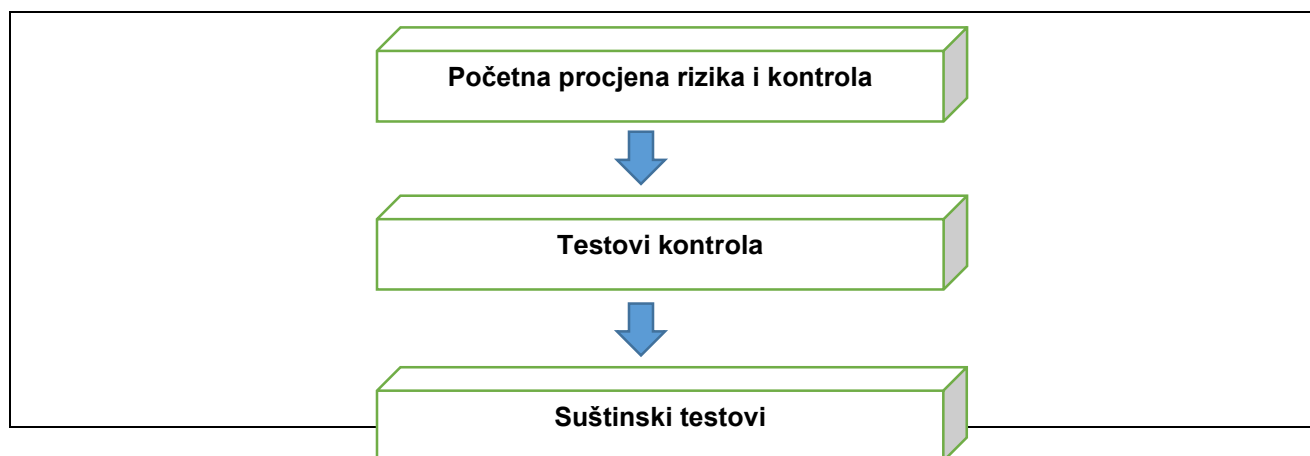 Početna procjena rizika i kontrola
Testovi kontrola
Suštinski testovi